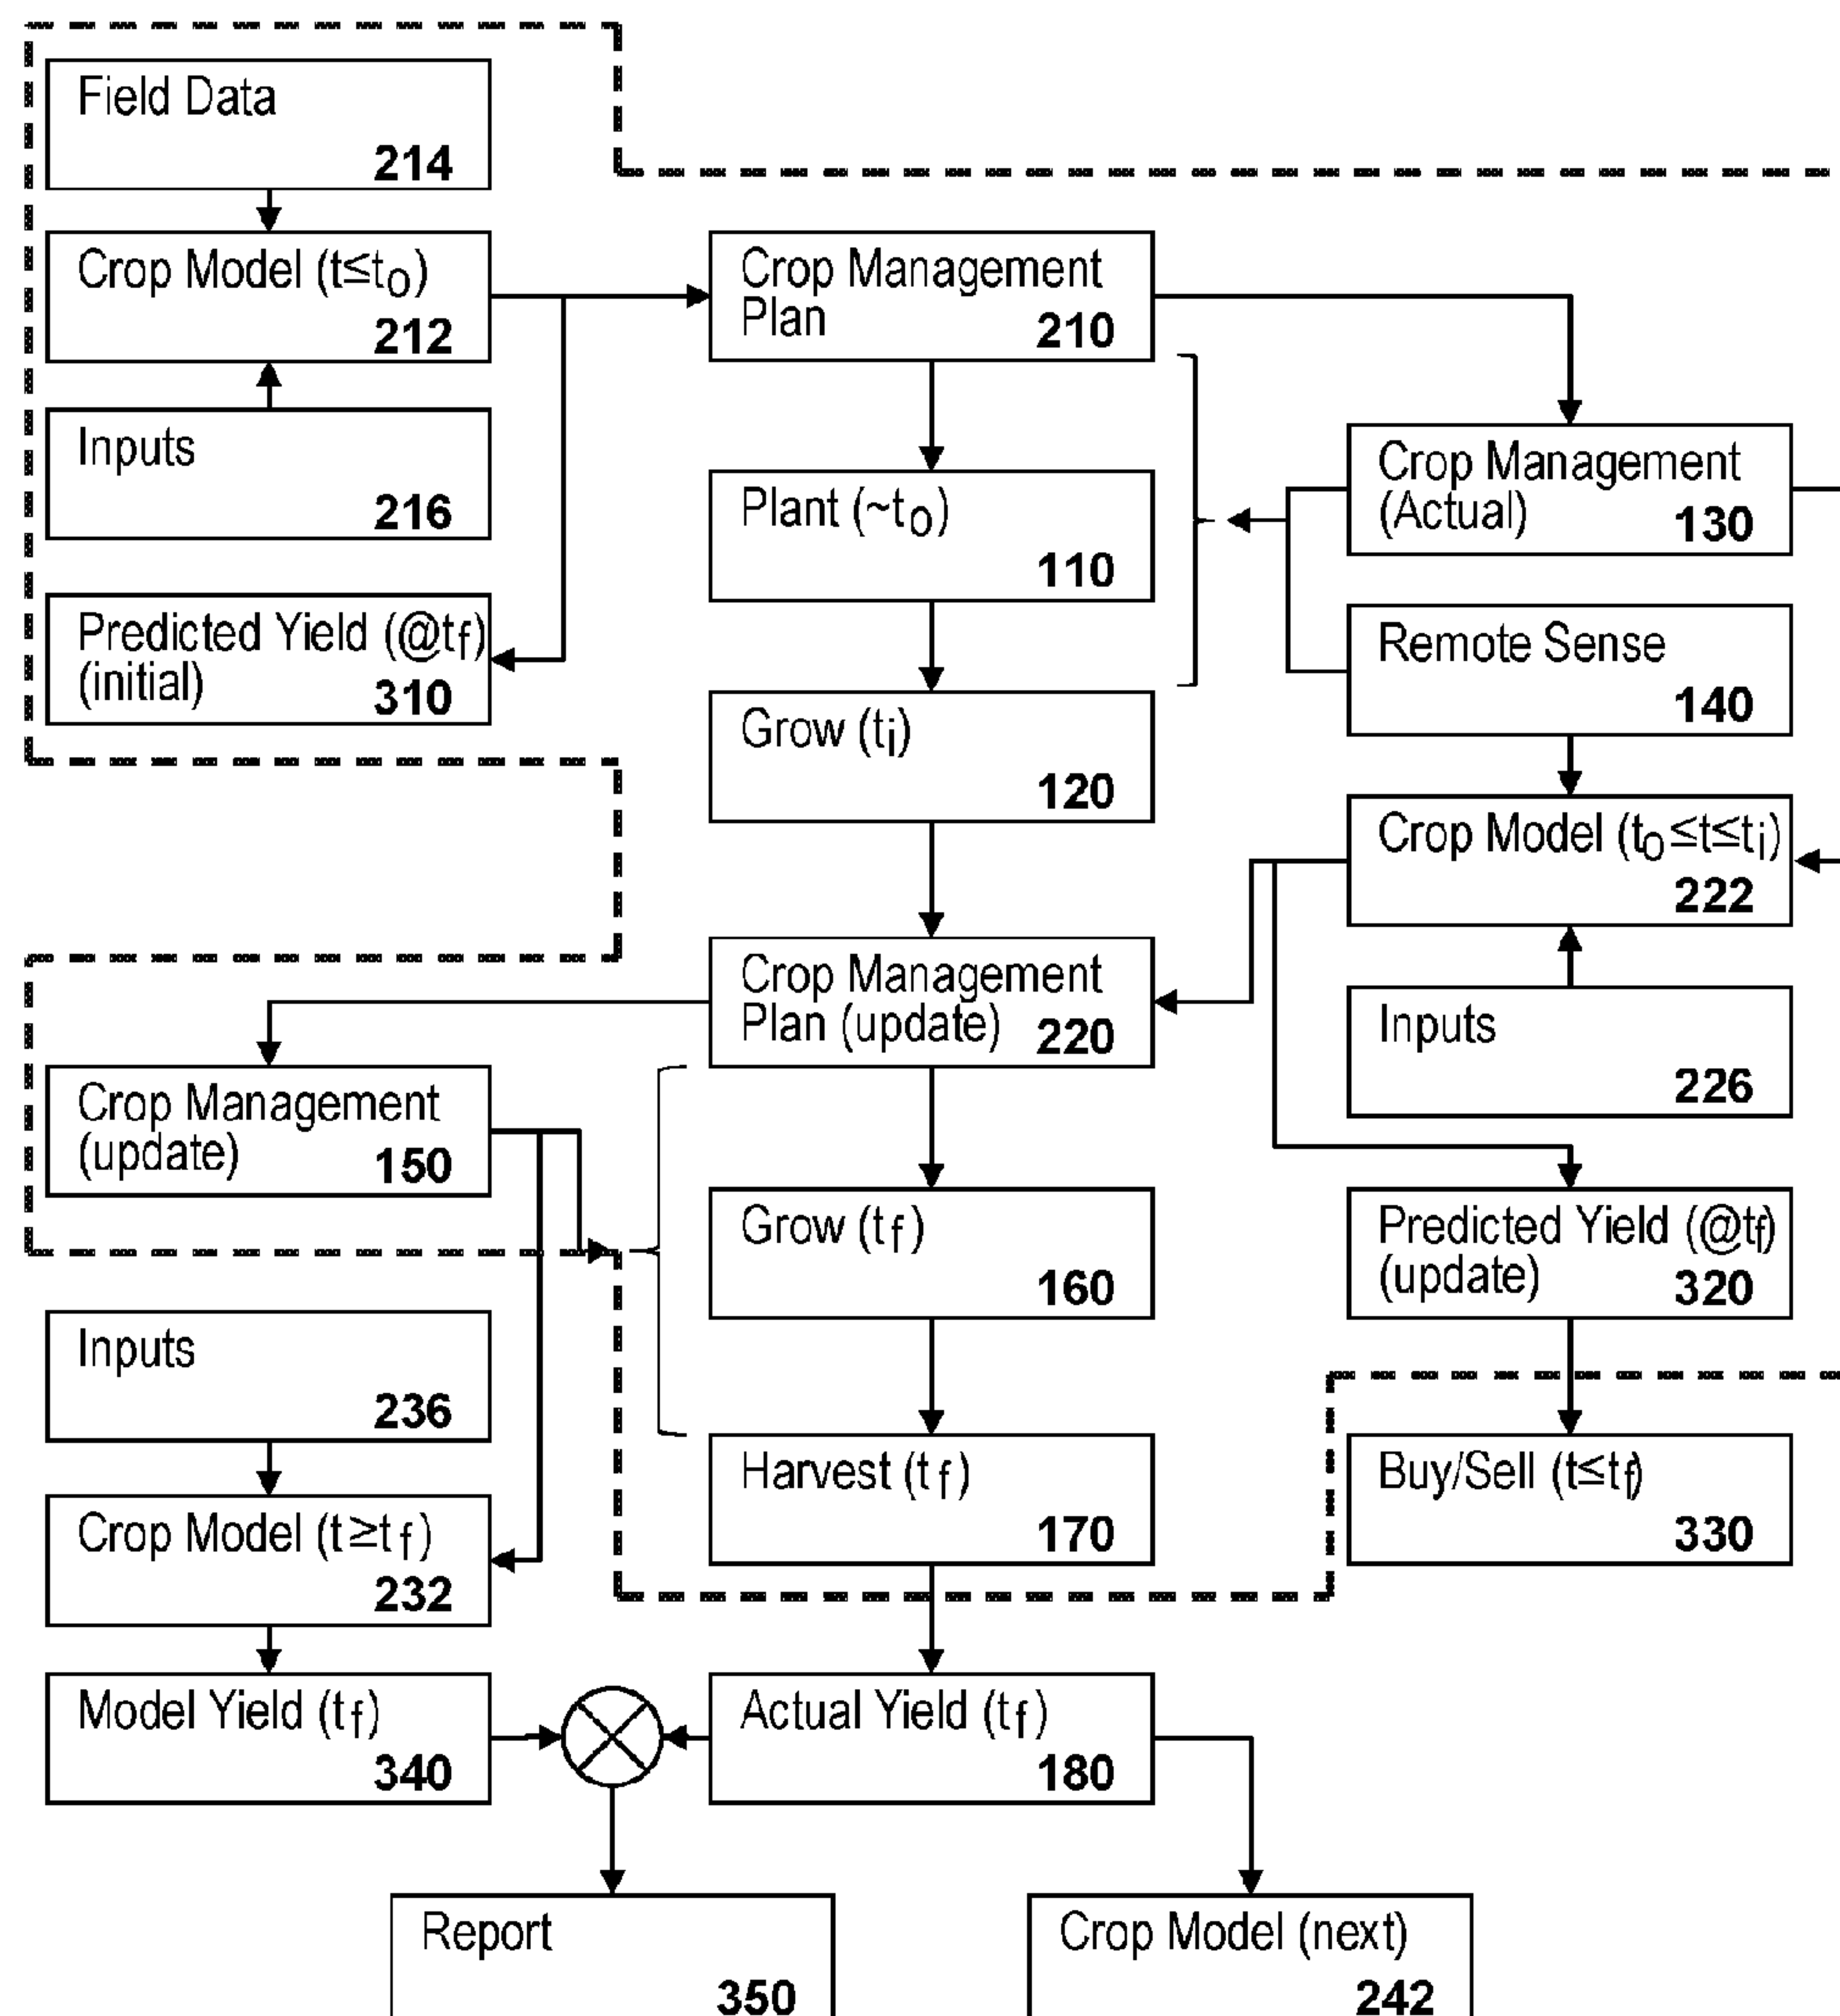 Field Data
214
Crop Model (t≤to)
212
Inputs
216
Predicted Yield (@tf)
(initial)
310
Crop Management
Plan
210
Plant (~to)
110
Grow (ti)
120
Crop Management
(Actual)
130
Remote Sense
140
Crop Model (to≤t≤ti)
222
Inputs
226
Crop Management
Plan (update)
220
Crop Management
(update)
150
Grow (tf)
160
Predicted Yield (@tf)
(update)
320
Inputs
236
Harvest (tf)
170
Buy/Sell (t≤tf)
330
Crop Model (t≥tf)
232
Model Yield (tf)
340
Actual Yield (tf)
180
Report
350
Crop Model (next)
242